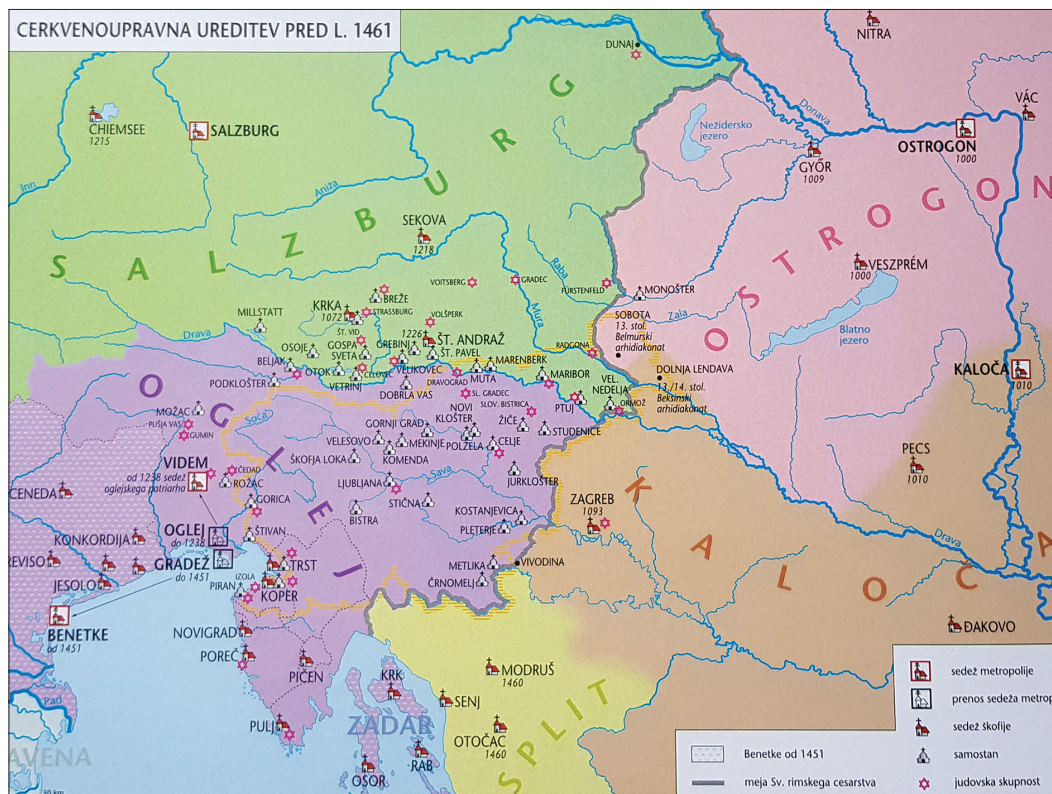 CERKVENOUPRAVNA UREDITEV PRED L. 1461
NITRA
DUNAJ
Donava
VÁC
CHIEMSEE
1215
SALZBURG
Nežidersko
jezero
OSTROGON
1000
GYŐR
1009
Inn
Aniža
SALZBURG
OSTROGON
SEKOVA
1218
Raba
VESZPRÉM
1000
VOITSBERG
GRADEC
FÜRSTENFELD
MONOŠTER
BREŽE
KRKA
1072
STRASSBURG
MILLSTATT
Mura
Zala
VOLŠPERK
SOBOTA
13. stol.
Belmurski
arhidiakonat
Blatno
jezero
Drava
ŠT. VID
1226
ŠT. ANDRAŽ
OSOJE
GOSPA
SVETA
GREBINJ
ŠT. PAVEL
RADGONA
BELJAK
OTOK
CELOVEC
VELIKOVEC
MARENBERK
KALOČA
1010
DOLNJA LENDAVA
13./14. stol.
Bekšinski
arhidiakonat
PODKLOŠTER
VETRINJ
DOBRLA VAS
DRAVOGRAD
MUTA
MARIBOR
VEL.
NEDELJA
SL. GRADEC
PTUJ
ORMOŽ
OGLEJ
MOŽAC
PUŠJA VAS
GUMIN
Soča
NOVI
KLOŠTER
SLOV. BISTRICA
GORNJI GRAD
ŽIČE
STUDENICE
VELESOVO
MEKINJE
POLZELA
CELJE
KOMENDA
ŠKOFJA LOKA
PECS
1010
VIDEM
od 1238 sedež
oglejskega patriarha
ČEDAD
ROŽAC
Sava
LJUBLJANA
JURKLOŠTER
CENEDA
GORICA
STIČNA
ZAGREB
1093
KALOČA
BISTRA
KOSTANJEVICA
PLETERJE
KONKORDIJA
OGLEJ
do 1238
ŠTIVAN
Drava
REVISO
GRADEŽ
do 1451
TRST
METLIKA
VIVODINA
JESOLO
IZOLA
PIRAN
KOPER
ČRNOMELJ
BENETKE
od 1451
NOVIGRAD
ĐAKOVO
POREČ
PIČEN
MODRUŠ
1460
KRK
SENJ
SPLIT
Pad
PULJ
ZADAR
OTOČAC
1460
AVENA
OSOR
RAB
30 km
Benetke od 1451
meja Sv. rimskega cesarstva
sedež metropolije
prenos sedeža metrop
sedež škofije
samostan
judovska skupnost